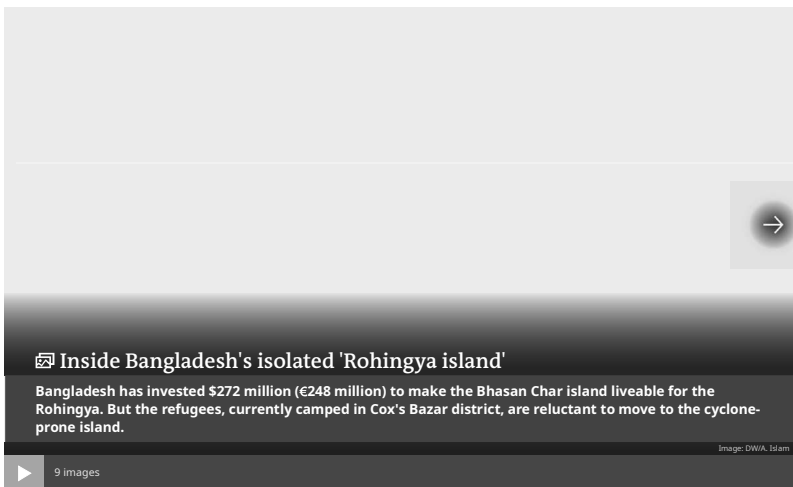 Inside Bangladesh's isolated 'Rohingya island'
Bangladesh has invested $272 million (€248 million) to make the Bhasan Char island liveable for the
Rohingya. But the refugees, currently camped in Cox's Bazar district, are reluctant to move to the cyclone-
prone island.
Image: DW/A. Islam
9 images